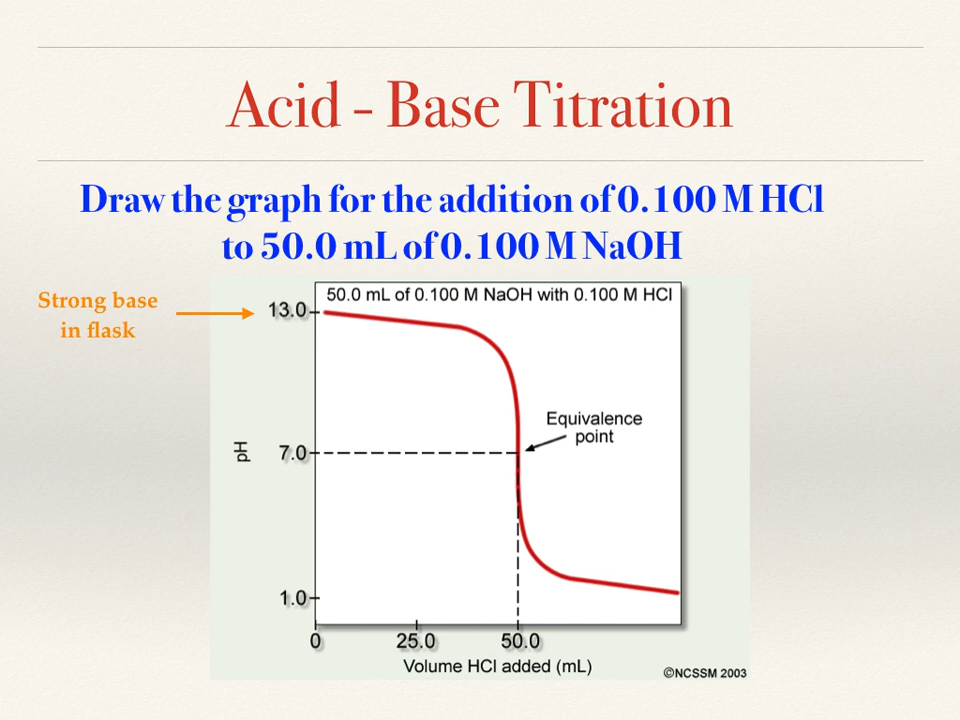 Acid - Base Titration
Draw the graph for the addition of 0.100 M HCl
to 50.0 mL of 0.100 M NaOH
Strong base
in flask
50.0 mL of 0.100 M NaOH with 0.100 M HCl
13.0
Equivalence
point
pH
7.0
1.0
0 25.0 50.0
Volume HCl added (mL)
©NCSSM 2003